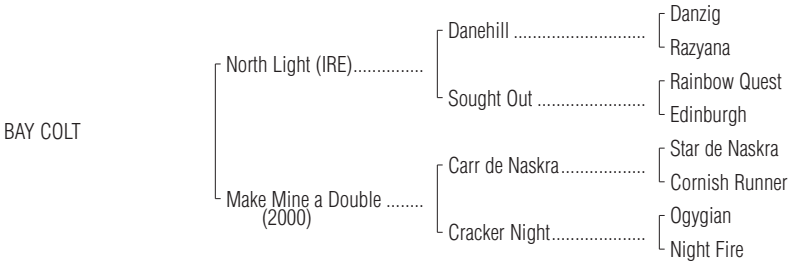 Danzig
Danehill ............................
Razyana
North Light (IRE)...............
Rainbow Quest
Sought Out .......................
Edinburgh
BAY COLT
Star de Naskra
Carr de Naskra..................
Cornish Runner
Make Mine a Double ........
(2000)
Ogygian
Cracker Night....................
Night Fire